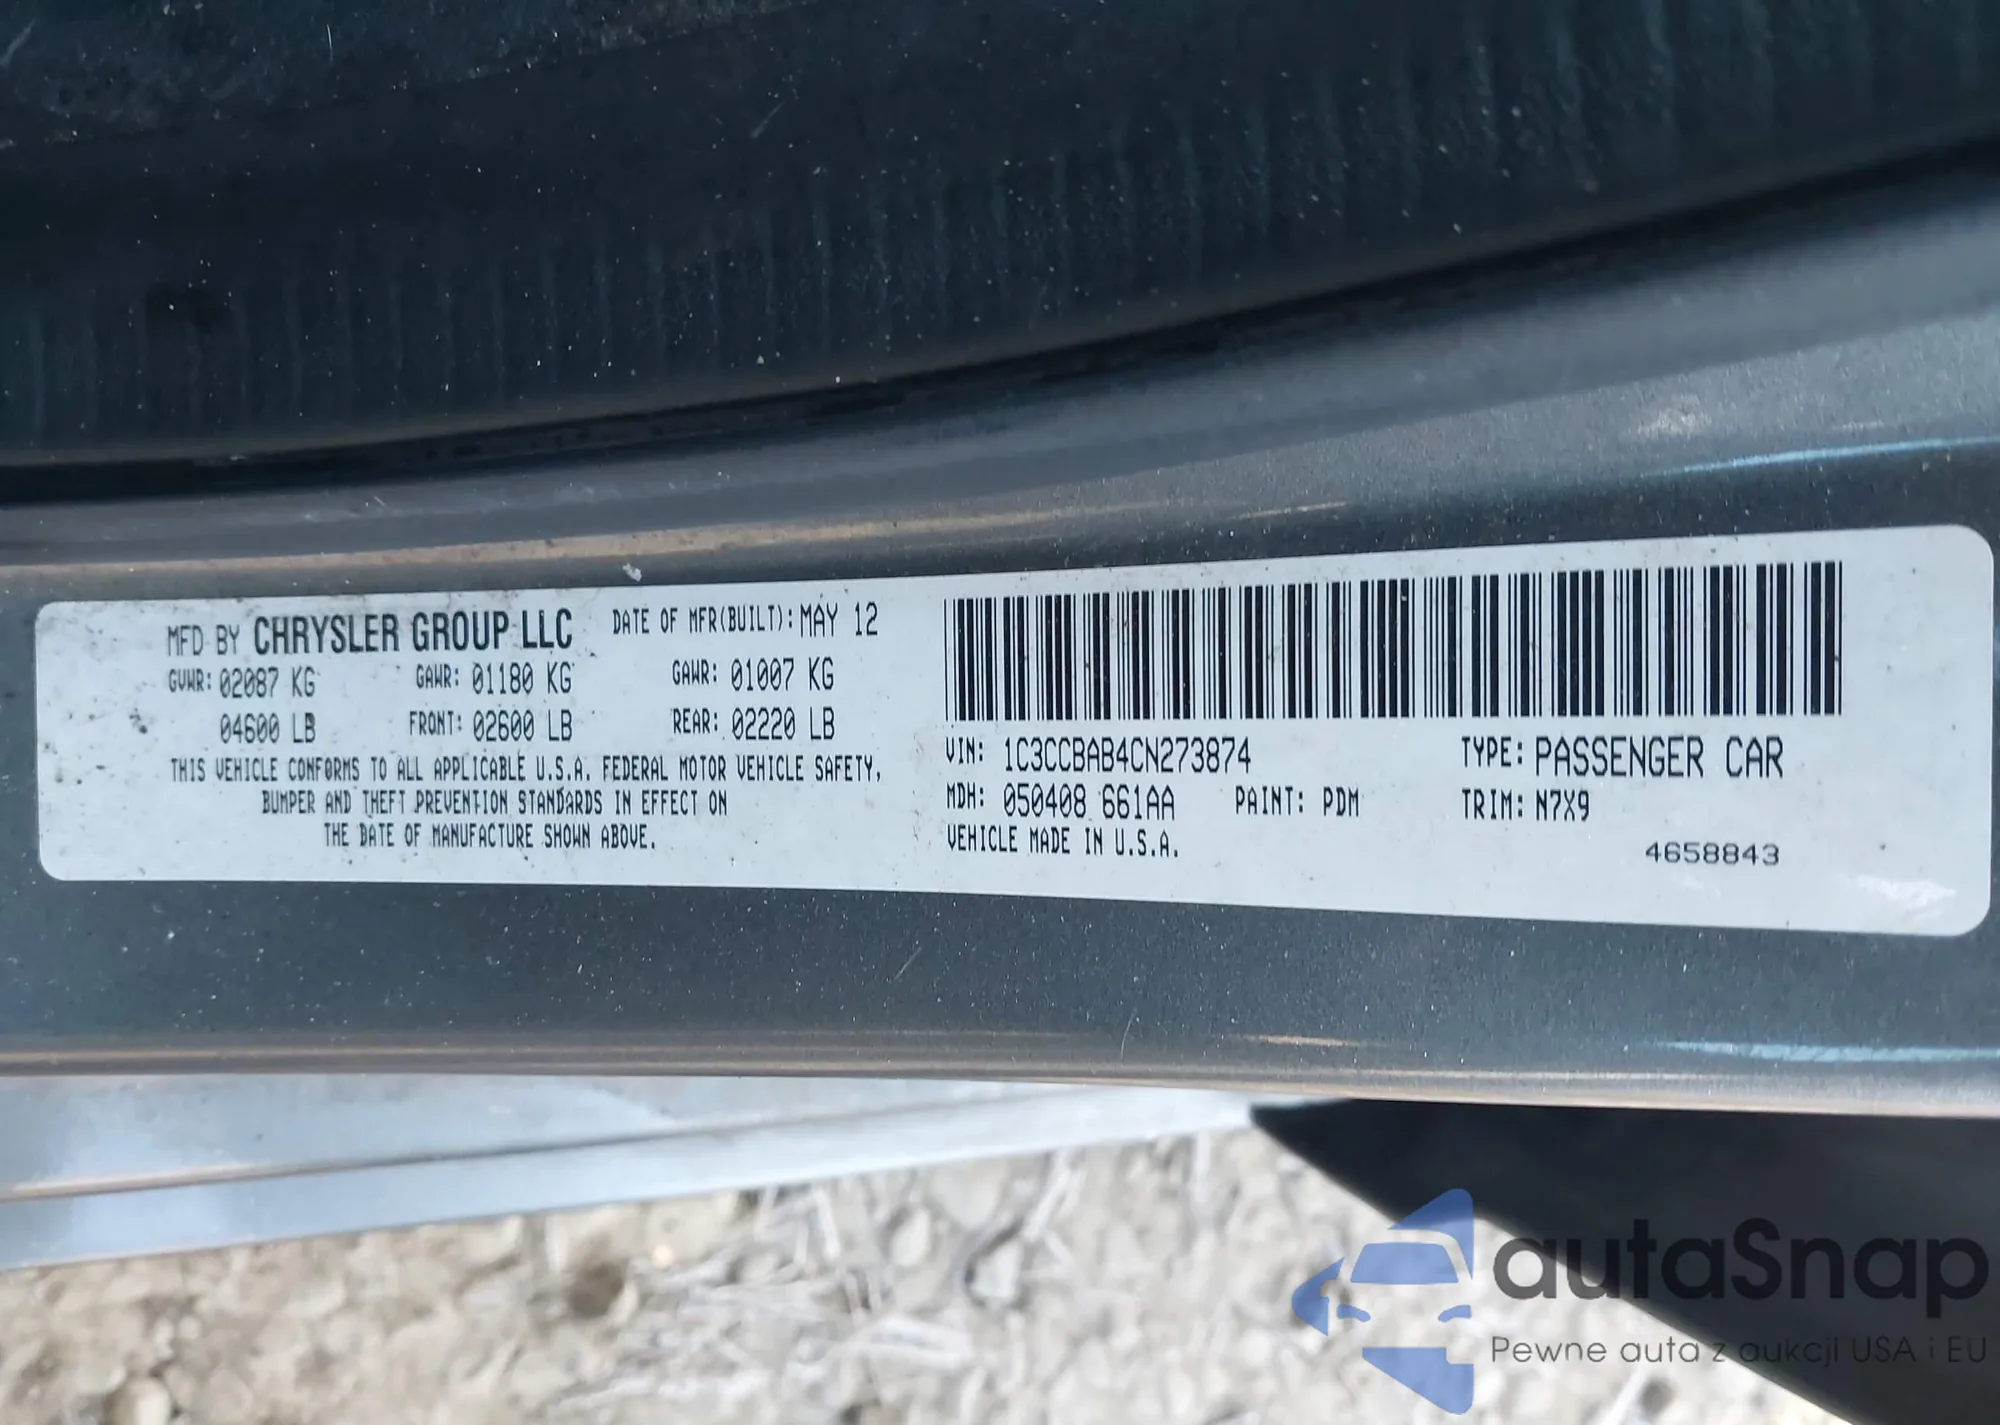 MFD BY CHRYSLER GROUP LLC DATE OF MFR(BUILT): MAY 12
GVWR: 02087 KG GAWR: 01180 KG GAWR: 01007 KG
04600 LB FRONT: 02600 LB REAR: 02220 LB
THIS VEHICLE CONFORMS TO ALL APPLICABLE U.S.A. FEDERAL MOTOR VEHICLE SAFETY,
BUMPER AND THEFT PREVENTION STANDARDS IN EFFECT ON
THE DATE OF MANUFACTURE SHOWN ABOVE.
VIN: 1C3CCBAB4CN273874 TYPE: PASSENGER CAR
MDH: 050408 661AA PAINT: PDM TRIM: N7X9
VEHICLE MADE IN U.S.A.
4658843
autaSnap
Pewne auta z aukcji USA i EU